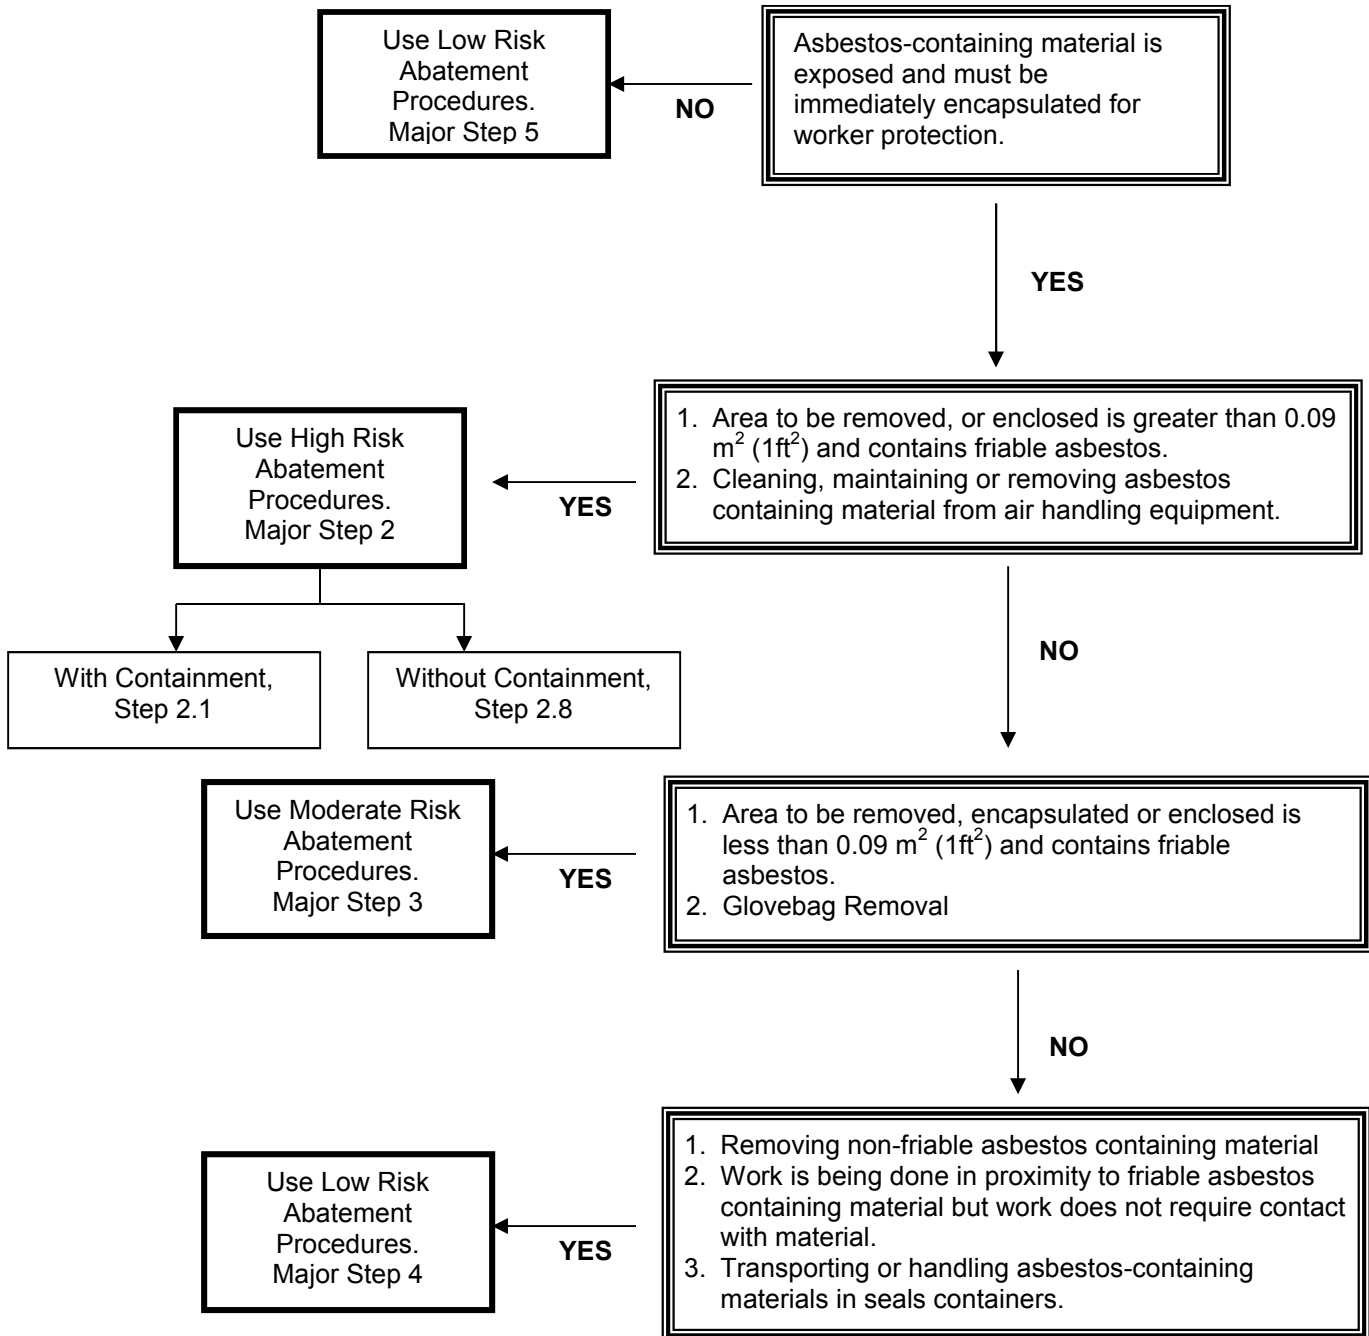 Use Low Risk
Abatement
Procedures.
Major Step 5
NO
Asbestos-containing material is
exposed and must be
immediately encapsulated for
worker protection.
YES
Use High Risk
Abatement
Procedures.
Major Step 2
YES
1. Area to be removed, or enclosed is greater than 0.09
m² (1ft²) and contains friable asbestos.
2. Cleaning, maintaining or removing asbestos
containing material from air handling equipment.
With Containment,
Step 2.1
Without Containment,
Step 2.8
NO
Use Moderate Risk
Abatement
Procedures.
Major Step 3
YES
1. Area to be removed, encapsulated or enclosed is
less than 0.09 m² (1ft²) and contains friable
asbestos.
2. Glovebag Removal
NO
Use Low Risk
Abatement
Procedures.
Major Step 4
YES
1. Removing non-friable asbestos containing material
2. Work is being done in proximity to friable asbestos
containing material but work does not require contact
with material.
3. Transporting or handling asbestos-containing
materials in seals containers.